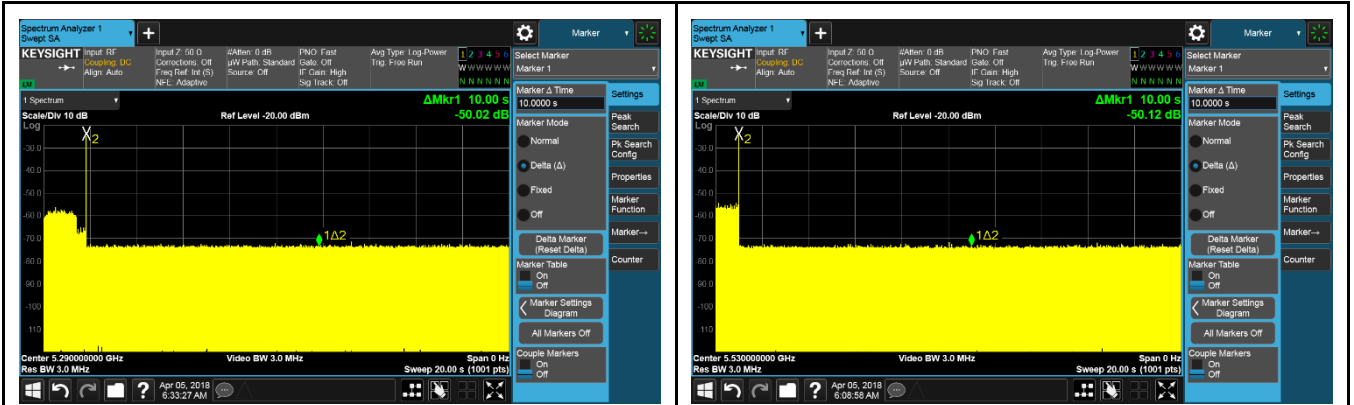 Spectrum Analyzer 1
Swept SA
+
Marker
KEYSIGHT
Input: RF
Coupling: DC
Align: Auto
Input Z: 50 Ω
Corrections: Off
Freq Ref: Int (S)
NFE: Adaptive
#Atten: 0 dB
µW Path: Standard
Source: Off
PNO: Fast
Gate: Off
IF Gain: High
Sig Track: Off
Avg Type: Log-Power
Trig: Free Run
1 2 3 4 5 6
W W W W W W
N N N N N N
Select Marker
Marker 1
1 Spectrum
Scale/Div 10 dB
Log
Ref Level -20.00 dBm
ΔMkr1 10.00 s
-50.02 dB
2
1Δ2
-30.0
-40.0
-50.0
-60.0
-70.0
-80.0
-90.0
-100
-110
Center 5.290000000 GHz
Res BW 3.0 MHz
Video BW 3.0 MHz
Span 0 Hz
Sweep 20.00 s (1001 pts)
Marker Δ Time
10.0000 s
Marker Mode
Normal
Delta (Δ)
Fixed
Off
Delta Marker
(Reset Delta)
Marker Table
On
Off
Marker Settings
Diagram
All Markers Off
Couple Markers
On
Off
Settings
Peak
Search
Pk Search
Config
Properties
Marker
Function
Marker→
Counter
?
Apr 05, 2018
6:33:27 AM
Spectrum Analyzer 1
Swept SA
+
Marker
KEYSIGHT
Input: RF
Coupling: DC
Align: Auto
Input Z: 50 Ω
Corrections: Off
Freq Ref: Int (S)
NFE: Adaptive
#Atten: 0 dB
µW Path: Standard
Source: Off
PNO: Fast
Gate: Off
IF Gain: High
Sig Track: Off
Avg Type: Log-Power
Trig: Free Run
1 2 3 4 5 6
W W W W W W
N N N N N N
Select Marker
Marker 1
1 Spectrum
Scale/Div 10 dB
Log
Ref Level -20.00 dBm
ΔMkr1 10.00 s
-50.12 dB
2
1Δ2
-30.0
-40.0
-50.0
-60.0
-70.0
-80.0
-90.0
-100
-110
Center 5.530000000 GHz
Res BW 3.0 MHz
Video BW 3.0 MHz
Span 0 Hz
Sweep 20.00 s (1001 pts)
Marker Δ Time
10.0000 s
Marker Mode
Normal
Delta (Δ)
Fixed
Off
Delta Marker
(Reset Delta)
Marker Table
On
Off
Marker Settings
Diagram
All Markers Off
Couple Markers
On
Off
Settings
Peak
Search
Pk Search
Config
Properties
Marker
Function
Marker→
Counter
?
Apr 05, 2018
6:08:58 AM